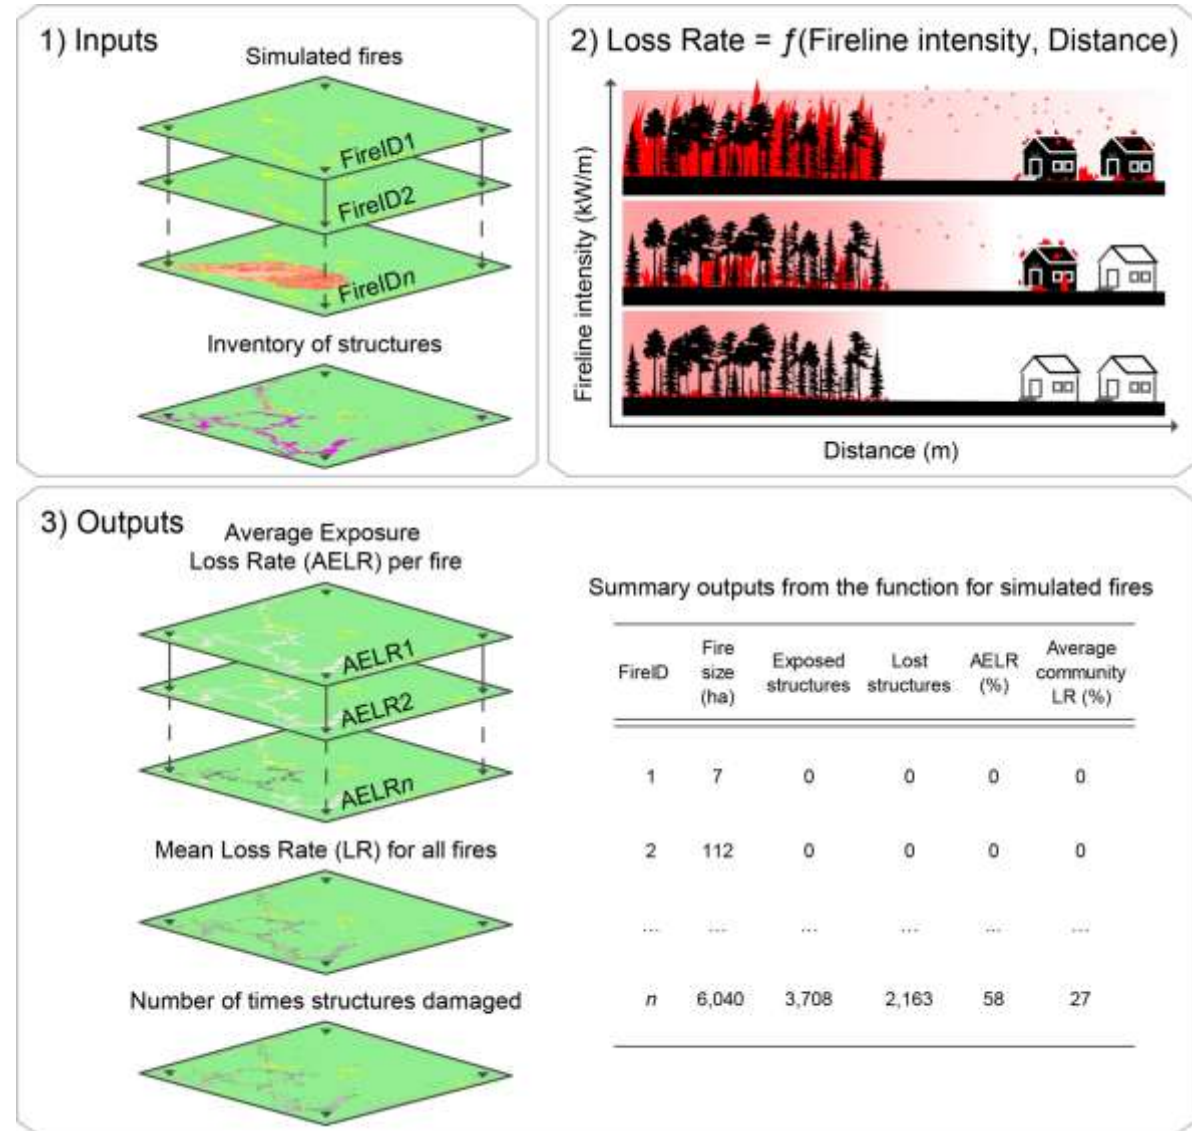 1) Inputs
Simulated fires
FireID1
FireID2
FireIDn
Inventory of structures
2) Loss Rate = f(Fireline intensity, Distance)
Fireline intensity (kW/m)
Distance (m)
3) Outputs
Average Exposure
Loss Rate (AELR) per fire
AELR1
AELR2
AELRn
Mean Loss Rate (LR) for all fires
Number of times structures damaged
Summary outputs from the function for simulated fires
FireID Fire size (ha) Exposed structures Lost structures AELR (%) Average community LR (%)
1 7 0 0 0 0
2 112 0 0 0 0
... ... ... ... ... ...
n 6,040 3,708 2,163 58 27